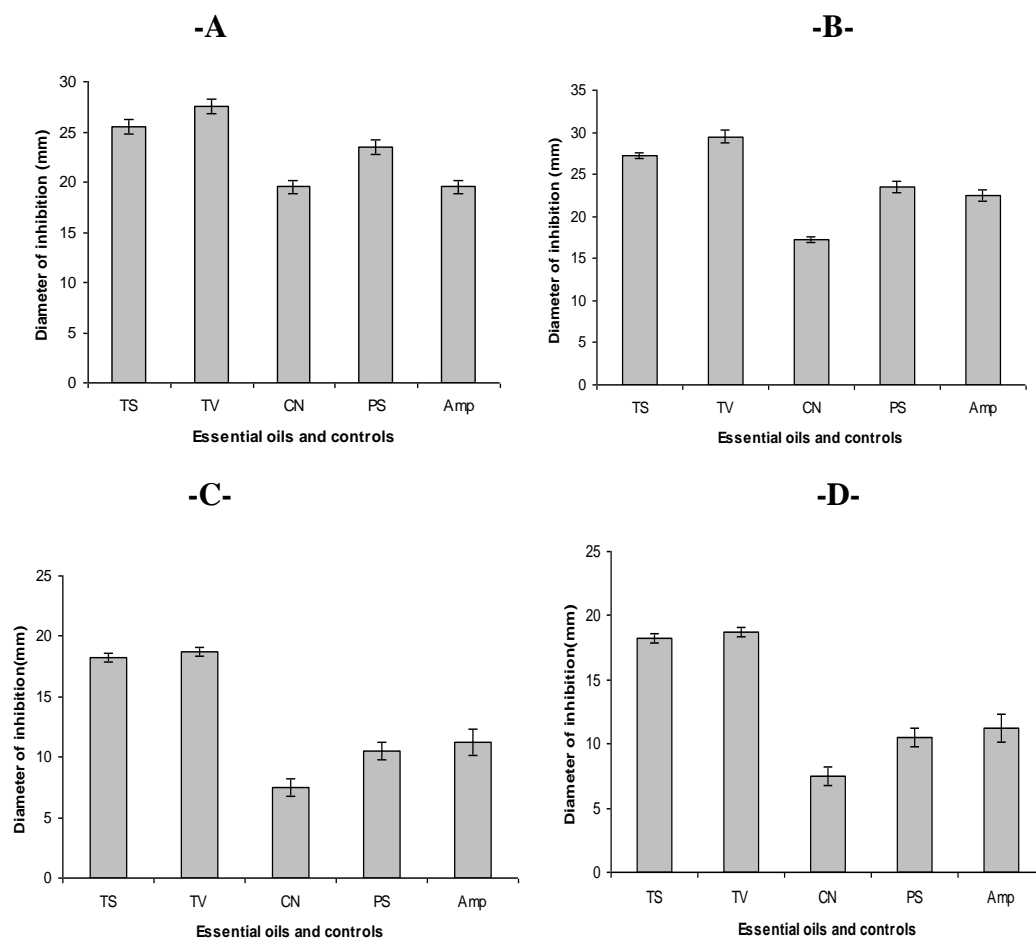 -A
Diameter of inhibition (mm)
30
25
20
15
10
5
0
TS TV CN PS Amp
Essential oils and controls
-B-
Diameter of inhibition (mm)
35
30
25
20
15
10
5
0
TS TV CN PS Amp
Essential oils and controls
-C-
Diameter of inhibition(mm)
25
20
15
10
5
0
TS TV CN PS Amp
Essential oils and controls
-D-
Diameter of inhibition(mm)
25
20
15
10
5
0
TS TV CN PS Amp
Essential oils and controls